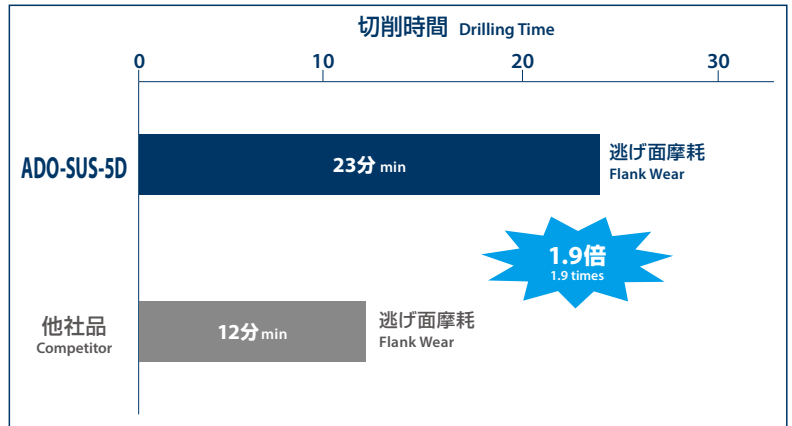 切削時間 Drilling Time
0 10 20 30
ADO-SUS-5D
23分 min
逃げ面摩耗
Flank Wear
1.9倍
1.9 times
他社品
Competitor
12分 min
逃げ面摩耗
Flank Wear